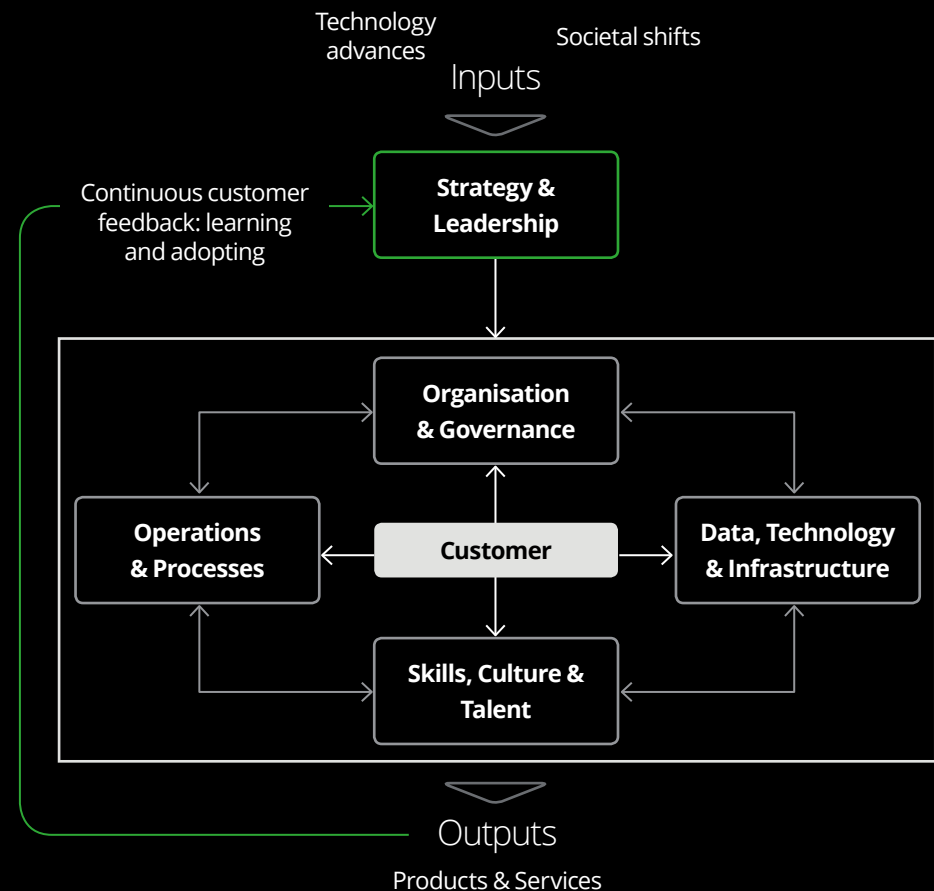 Technology
advances
Societal shifts
Inputs
Strategy &
Leadership
Continuous customer
feedback: learning
and adopting
Organisation
& Governance
Operations
& Processes
Customer
Data, Technology
& Infrastructure
Skills, Culture &
Talent
Outputs
Products & Services